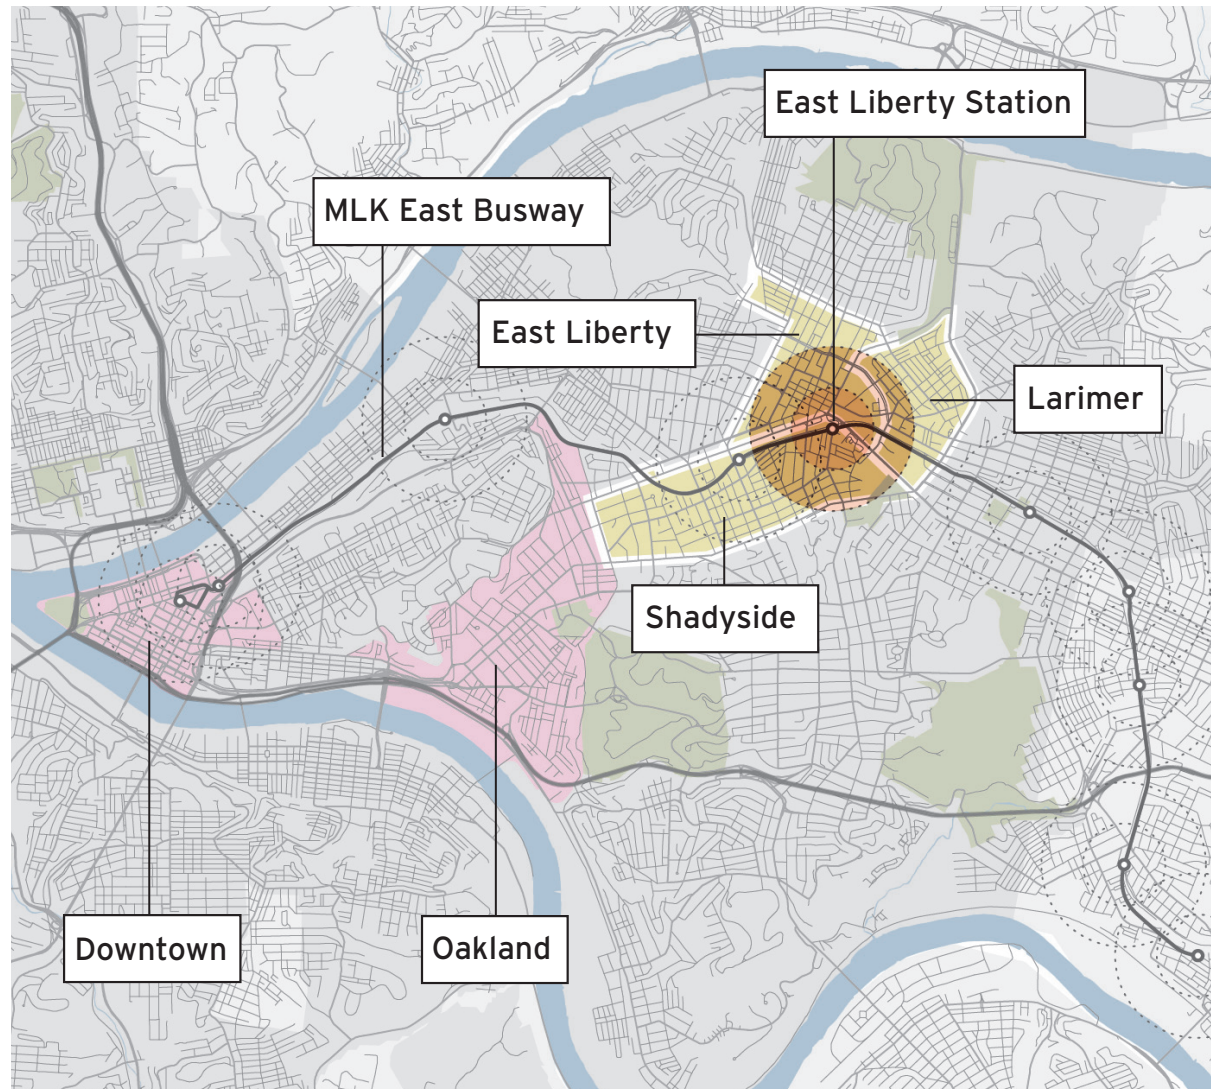 East Liberty Station
MLK East Busway
East Liberty
Larimer
Shadyside
Downtown
Oakland